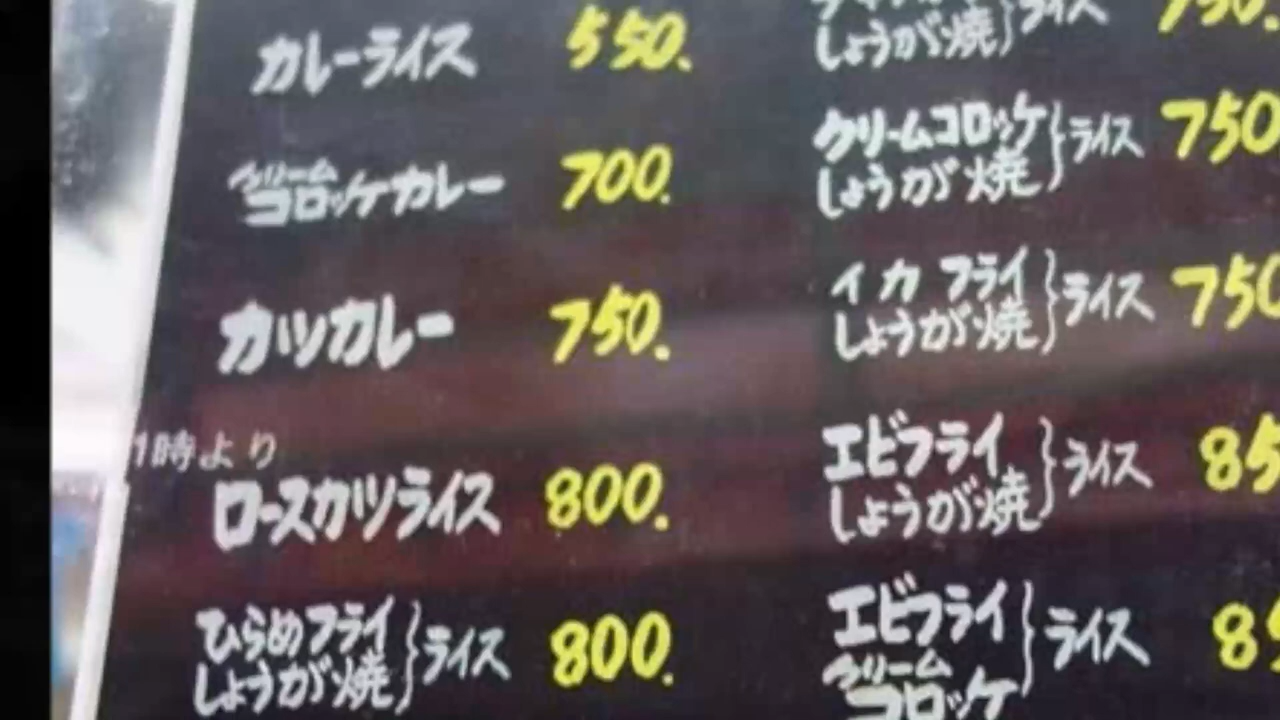 カレーライス 550.
クリーム
コロッケカレー 700.
カツカレー 750.
1時より
ロースカツライス 800.
ひらめフライ
しょうが焼 } ライス 800.
しょうが焼 } ライス 750.
クリームコロッケ
しょうが焼 } ライス 750
イカフライ
しょうが焼 } ライス 750
エビフライ
しょうが焼 } ライス 85
エビフライ
クリーム
コロッケ } ライス 85